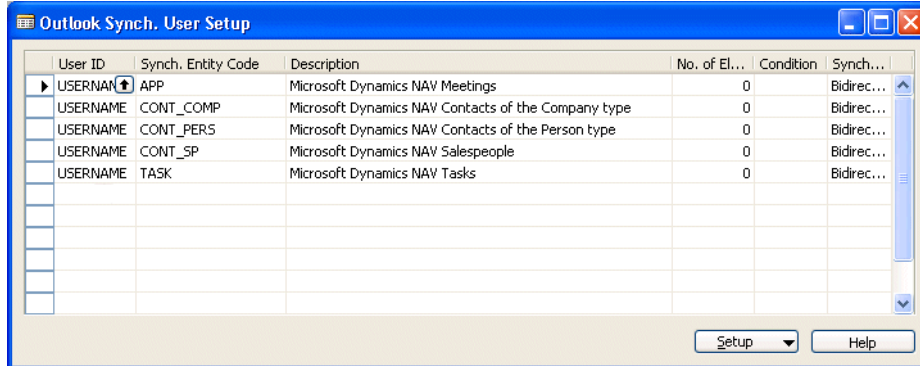 Outlook Synch. User Setup
User ID Synch. Entity Code Description No. of El... Condition Synch...
USERNAM APP Microsoft Dynamics NAV Meetings 0 Bidirec...
USERNAME CONT_COMP Microsoft Dynamics NAV Contacts of the Company type 0 Bidirec...
USERNAME CONT_PERS Microsoft Dynamics NAV Contacts of the Person type 0 Bidirec...
USERNAME CONT_SP Microsoft Dynamics NAV Salespeople 0 Bidirec...
USERNAME TASK Microsoft Dynamics NAV Tasks 0 Bidirec...
Setup Help